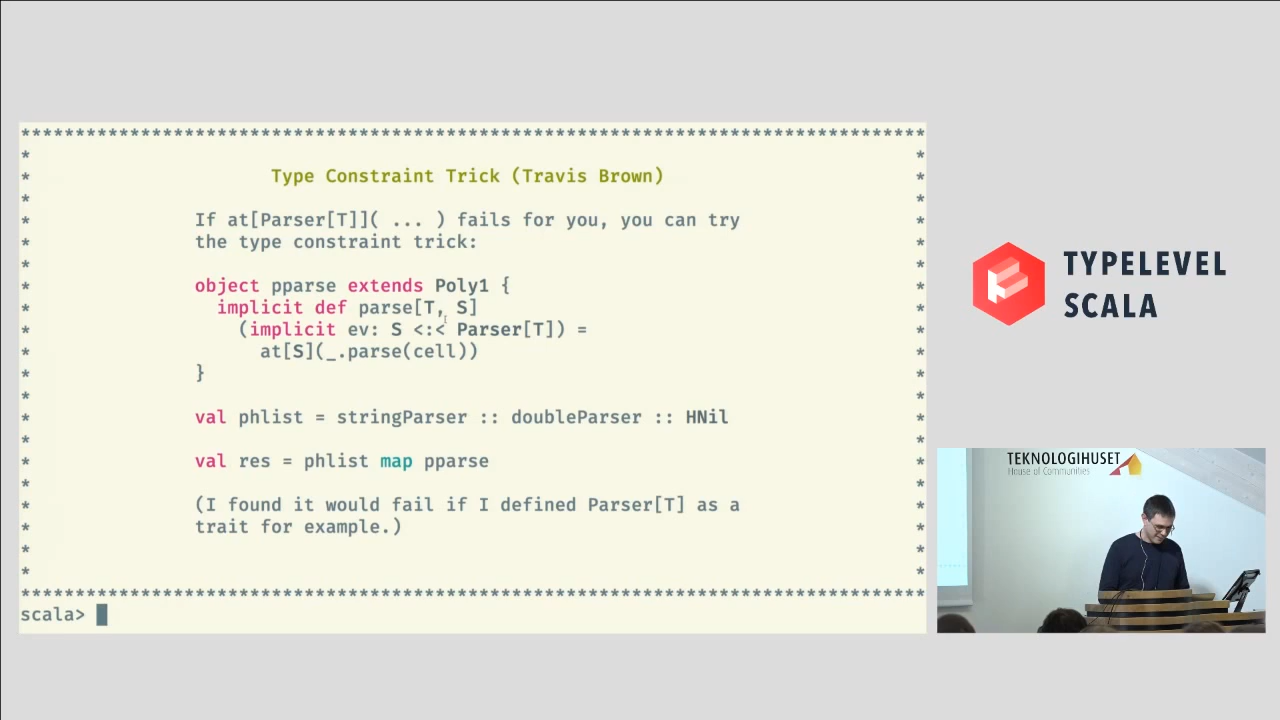 ********************************************************************************
Type Constraint Trick (Travis Brown)
If at[Parser[T]]( ... ) fails for you, you can try
the type constraint trick:
object pparse extends Poly1 {
implicit def parse[T, S]
(implicit ev: S <:< Parser[T]) =
at[S](_.parse(cell))
}
val phlist = stringParser :: doubleParser :: HNil
val res = phlist map pparse
(I found it would fail if I defined Parser[T] as a
trait for example.)
********************************************************************************
scala>
TYPELEVEL
SCALA
TEKNOLOGIHUSET
House of Communities